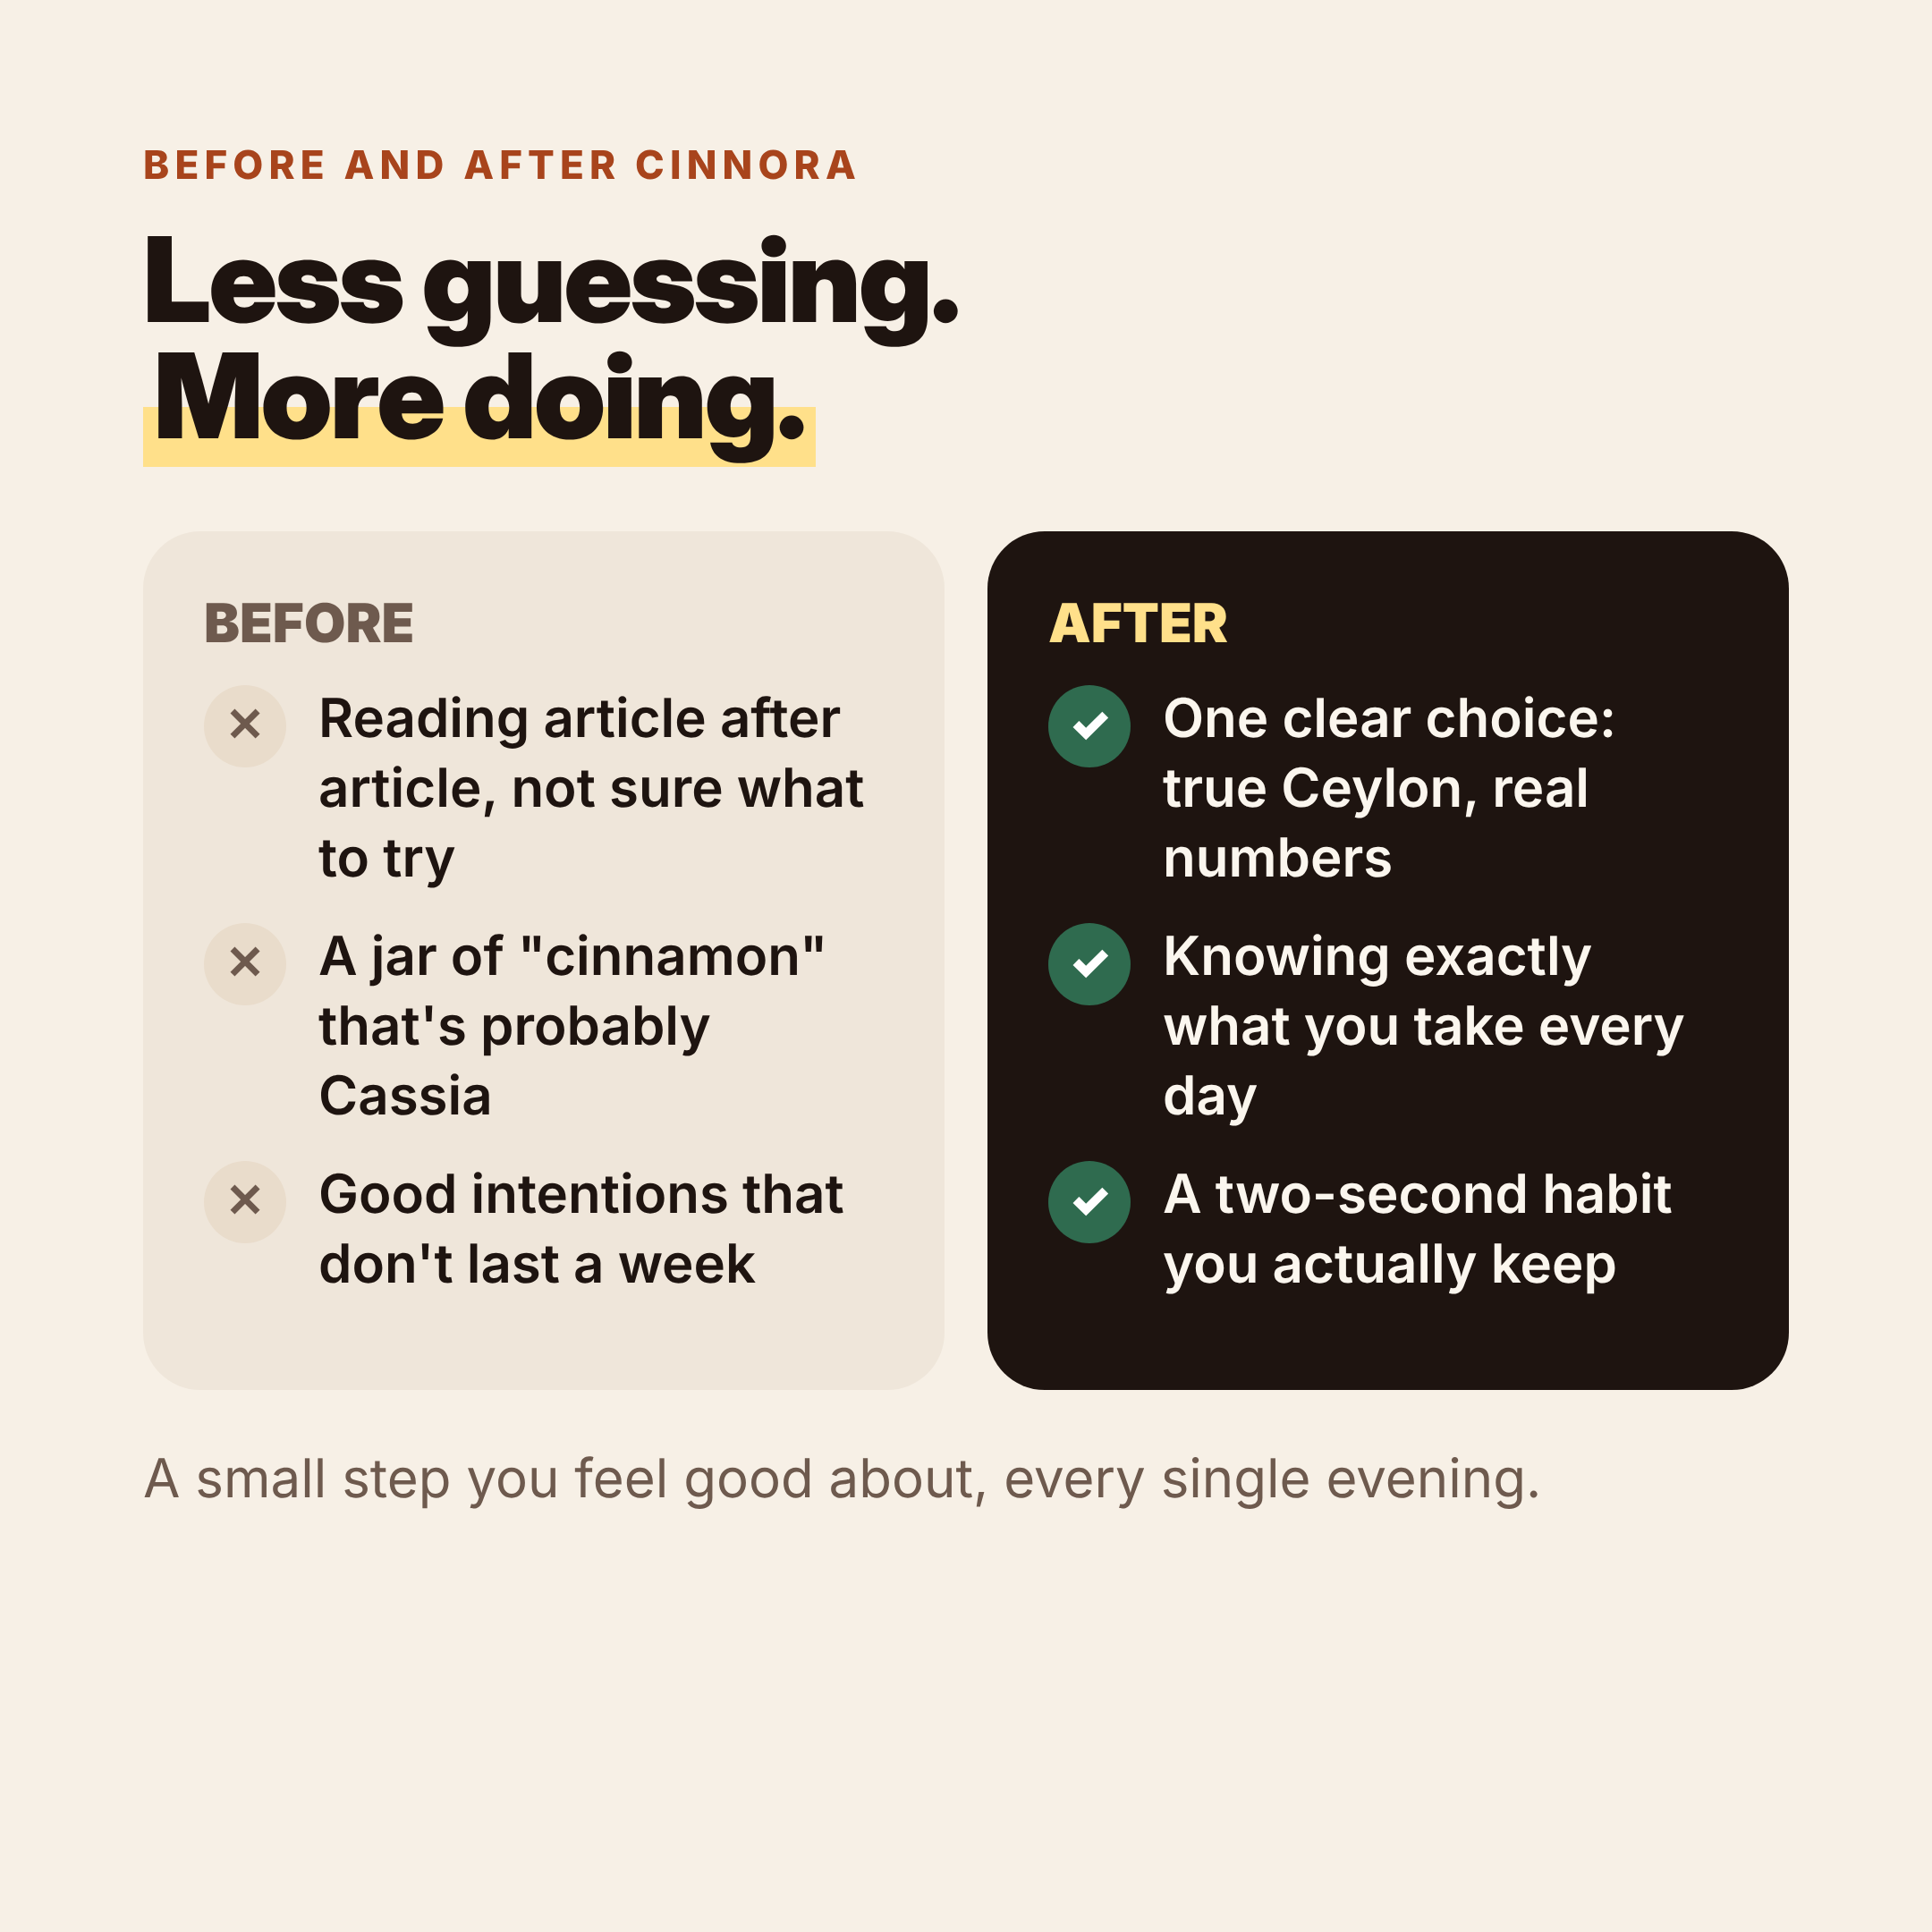 BEFORE AND AFTER CINNORA
Less guessing.
More doing.
BEFORE
Reading article after
article, not sure what
to try
A jar of "cinnamon"
that's probably
Cassia
Good intentions that
don't last a week
AFTER
One clear choice:
true Ceylon, real
numbers
Knowing exactly
what you take every
day
A two-second habit
you actually keep
A small step you feel good about, every single evening.